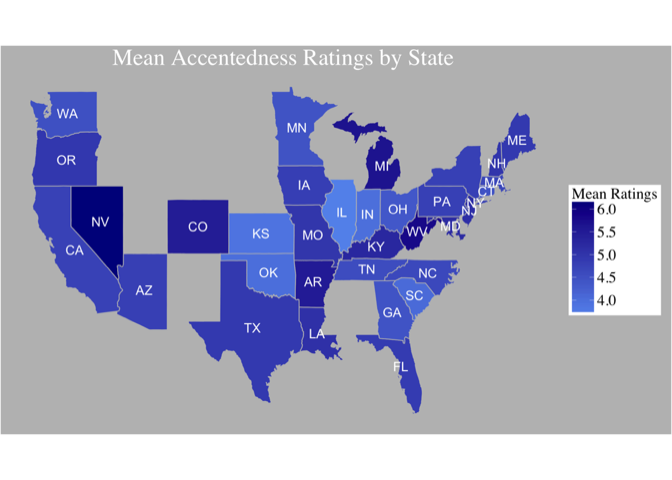 Mean Accentedness Ratings by State
WA
MN
ME
OR
NH
MI
MA
IA
CT
PA
NY
NJ
NV
IL
IN
OH
CO
MD
KS
MO
WV
CA
KY
TN
NC
OK
AR
AZ
SC
GA
TX
LA
FL
Mean Ratings
6.0
5.5
5.0
4.5
4.0